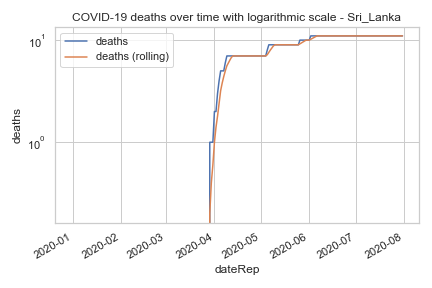 COVID-19 deaths over time with logarithmic scale - Sri_Lanka
deaths
deaths (rolling)
10¹
10⁰
deaths
2020-01
2020-02
2020-03
2020-04
2020-05
2020-06
2020-07
2020-08
dateRep